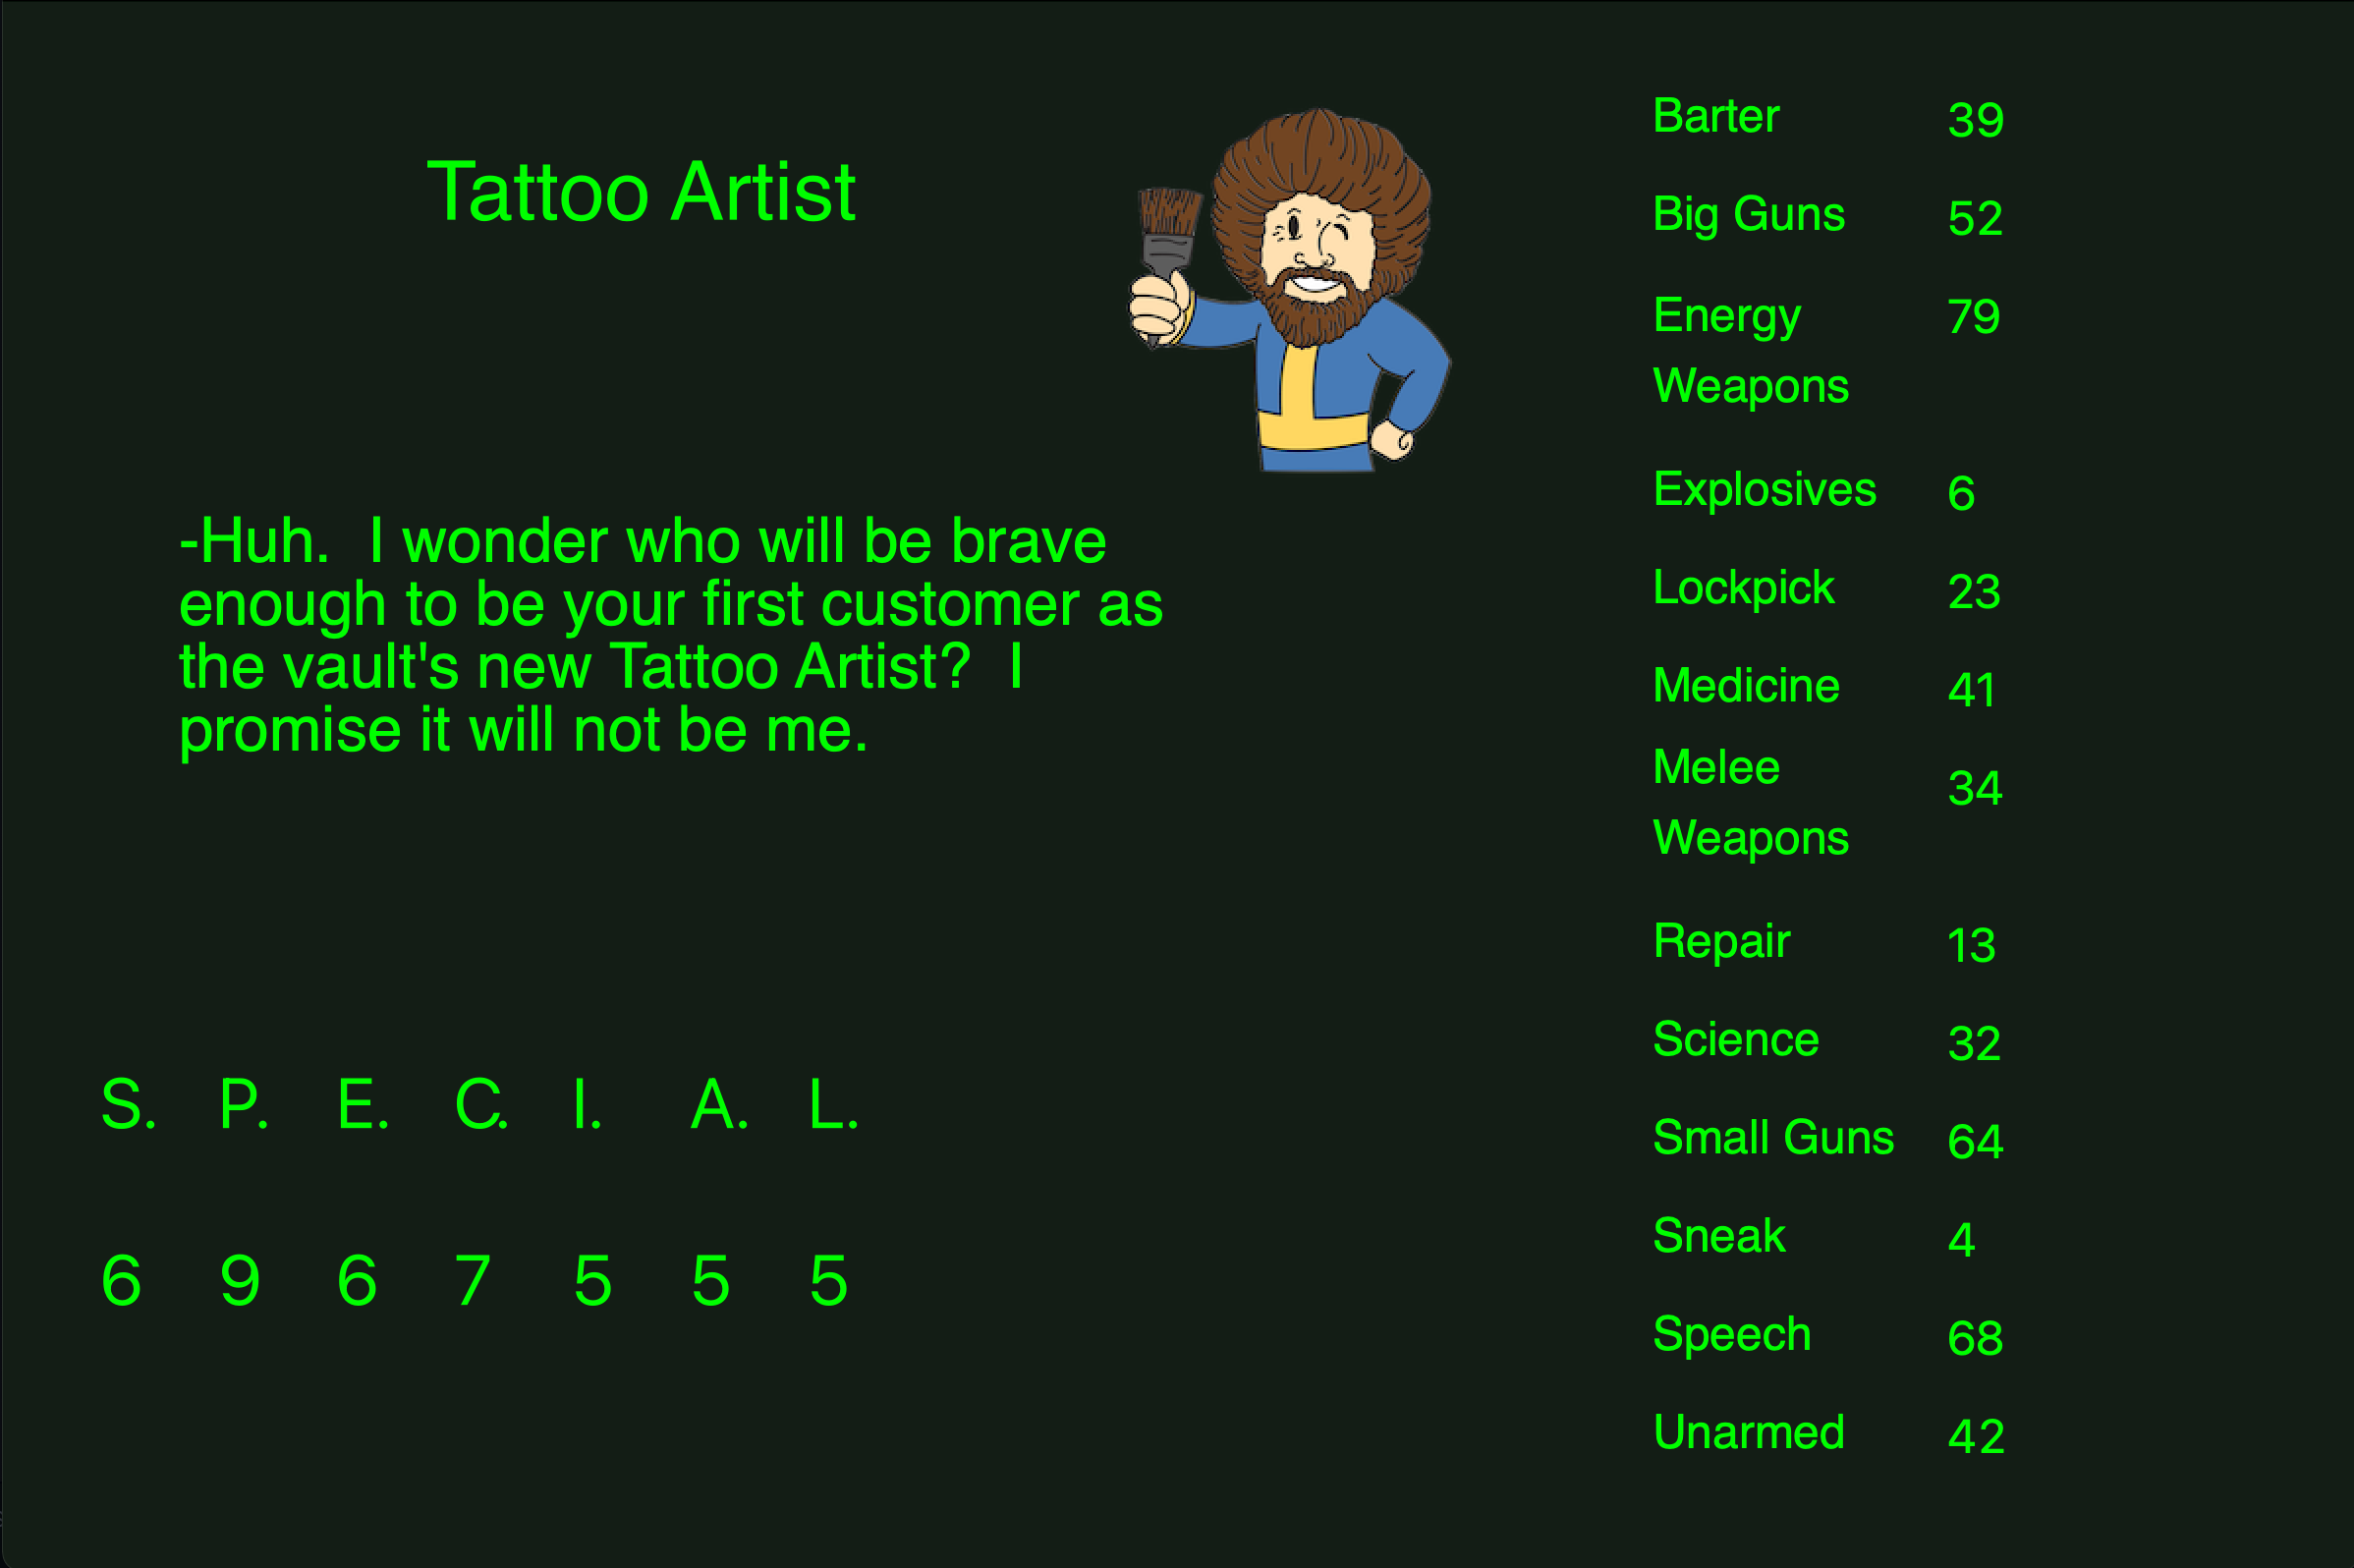 Tattoo Artist
-Huh.  I wonder who will be brave
enough to be your first customer as
the vault's new Tattoo Artist?  I
promise it will not be me.
S. P. E. C. I. A. L.
6 9 6 7 5 5 5
Barter 39
Big Guns 52
Energy 79
Weapons
Explosives 6
Lockpick 23
Medicine 41
Melee 34
Weapons
Repair 13
Science 32
Small Guns 64
Sneak 4
Speech 68
Unarmed 42